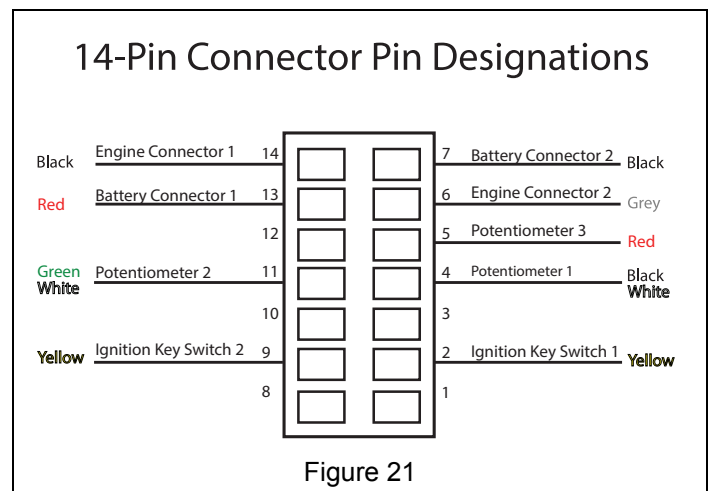 14-Pin Connector Pin Designations
Black Engine Connector 1 14
7 Battery Connector 2 Black
Red Battery Connector 1 13
6 Engine Connector 2 Grey
12
5 Potentiometer 3 Red
Green White Potentiometer 2 11
4 Potentiometer 1 Black White
10
3
Yellow Ignition Key Switch 2 9
2 Ignition Key Switch 1 Yellow
8
1
Figure 21